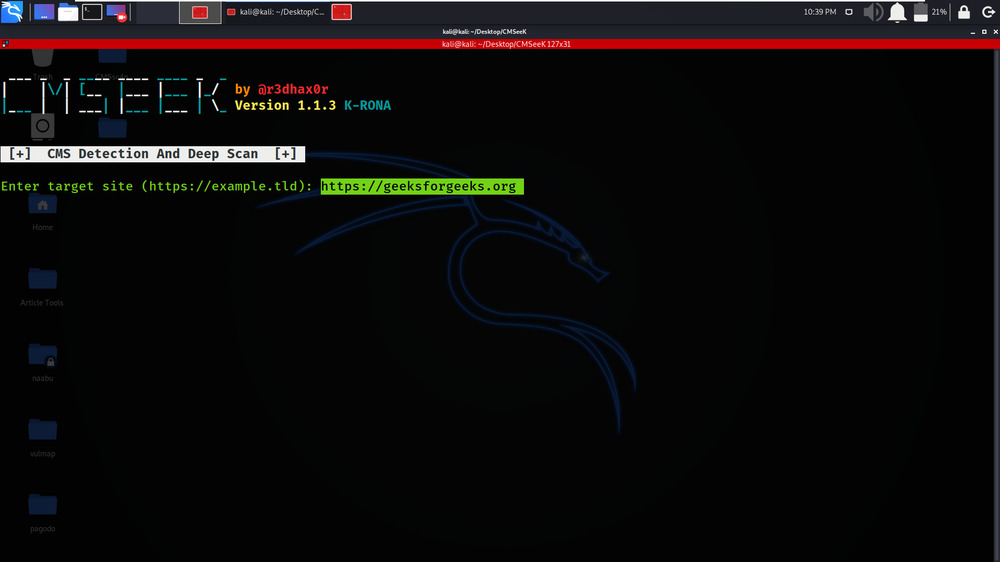 kali@kali: ~/Desktop/C...
10:39 PM
21%
kali@kali: ~/Desktop/CMSeeK
kali@kali: ~/Desktop/CMSeeK 127x31
Trash
CMSEEK by @r3dhax0r
Version 1.1.3 K-RONA
[+] CMS Detection And Deep Scan [+]
Enter target site (https://example.tld): https://geeksforgeeks.org
Home
Article Tools
naabu
vulmap
pagodo